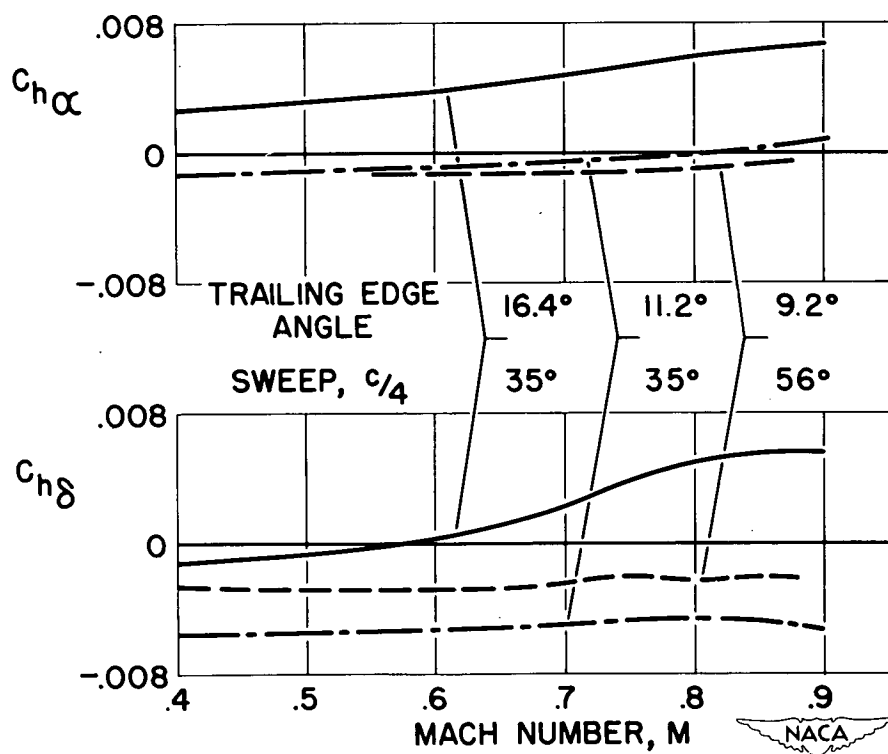 .008
C_hα
0
-.008
TRAILING EDGE ANGLE 16.4° 11.2° 9.2°
SWEEP, c/4 35° 35° 56°
.008
C_hδ
0
-.008
.4 .5 .6 .7 .8 .9
MACH NUMBER, M
NACA